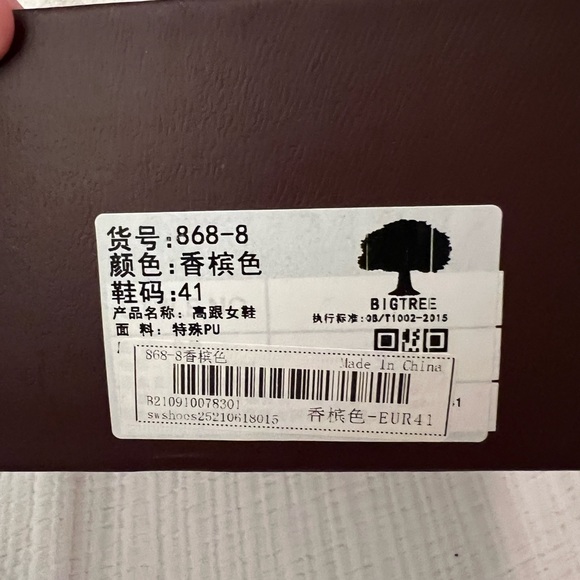 货号:868-8
颜色:香槟色
鞋码:41
产品名称: 高跟女鞋
面 料: 特殊PU
BIGTREE
执行标准:QB/T1002-2015
868-8香槟色
Made In China
B210910078301
swshoes25210618015
香槟色-EUR41